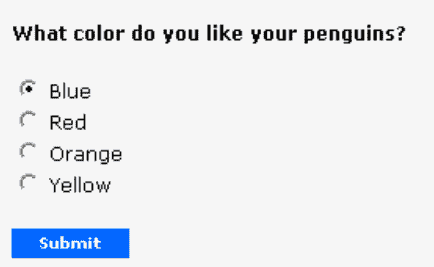 What color do you like your penguins?
Blue
Red
Orange
Yellow
Submit